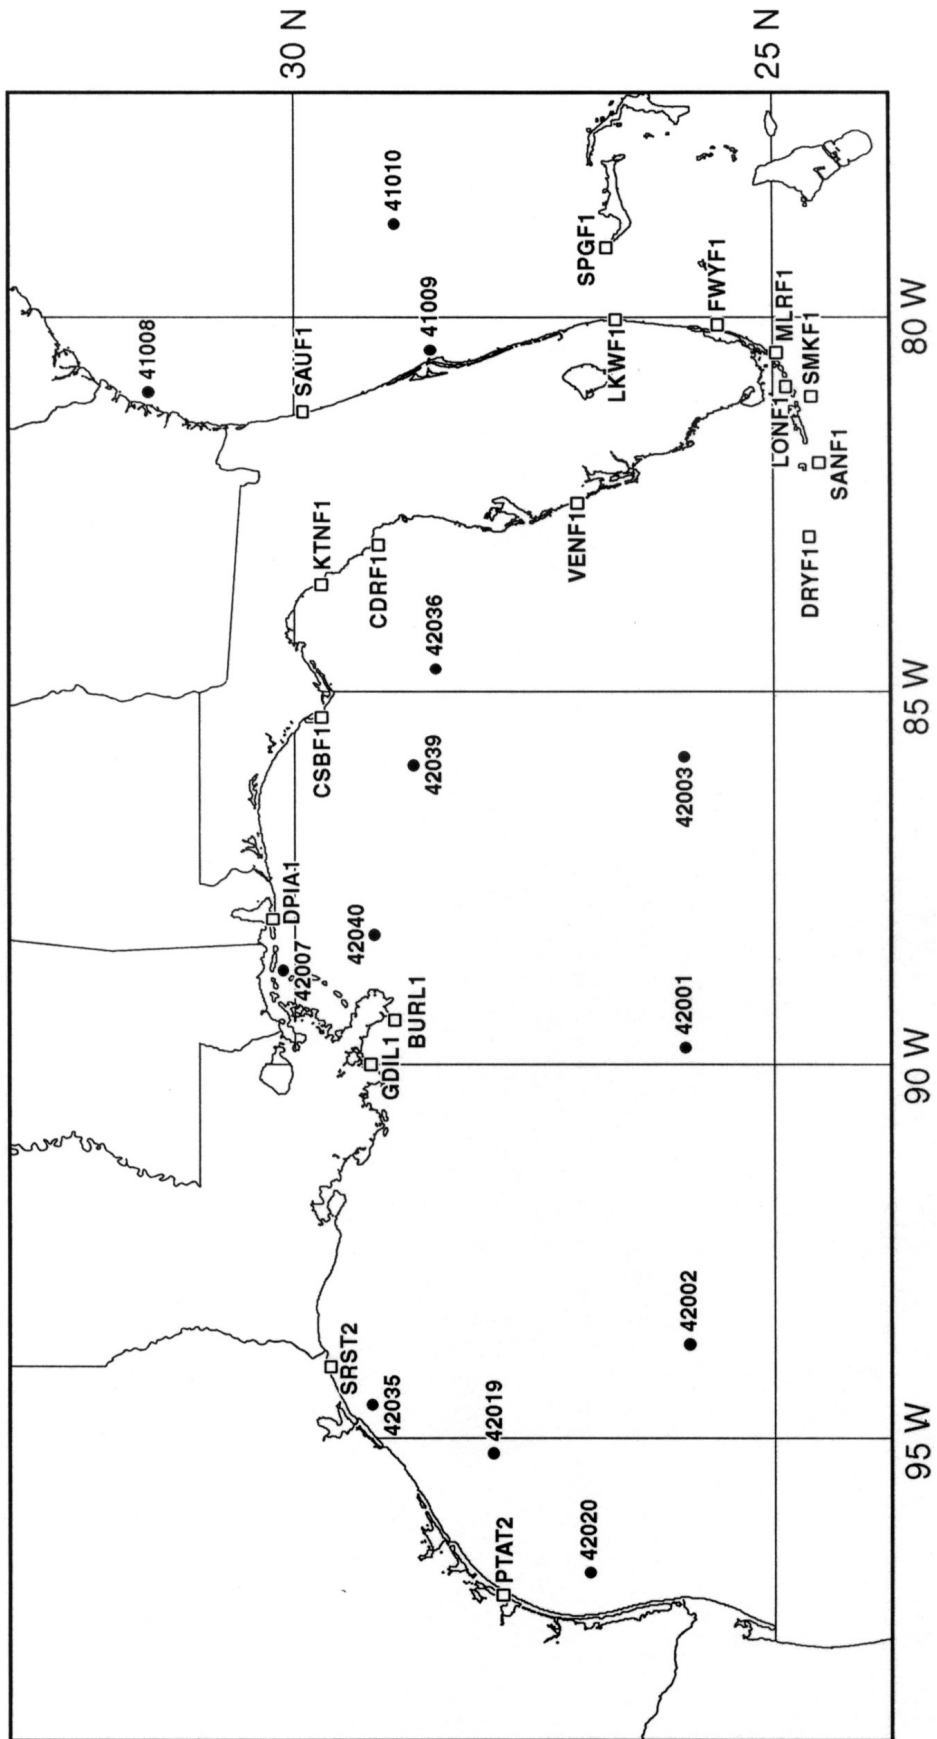 30 N
25 N
41008
41010
41009
SAUF1
SPGF1
LKWF1
FWYF1
MLRF1
LONF1
SMKF1
SANF1
DRYF1
VENF1
KTNF1
CDRF1
42036
CSBF1
42039
42003
DPIA1
42007
42040
BURL1
GDIL1
42001
42002
SRST2
42035
42019
PTAT2
42020
95 W
90 W
85 W
80 W